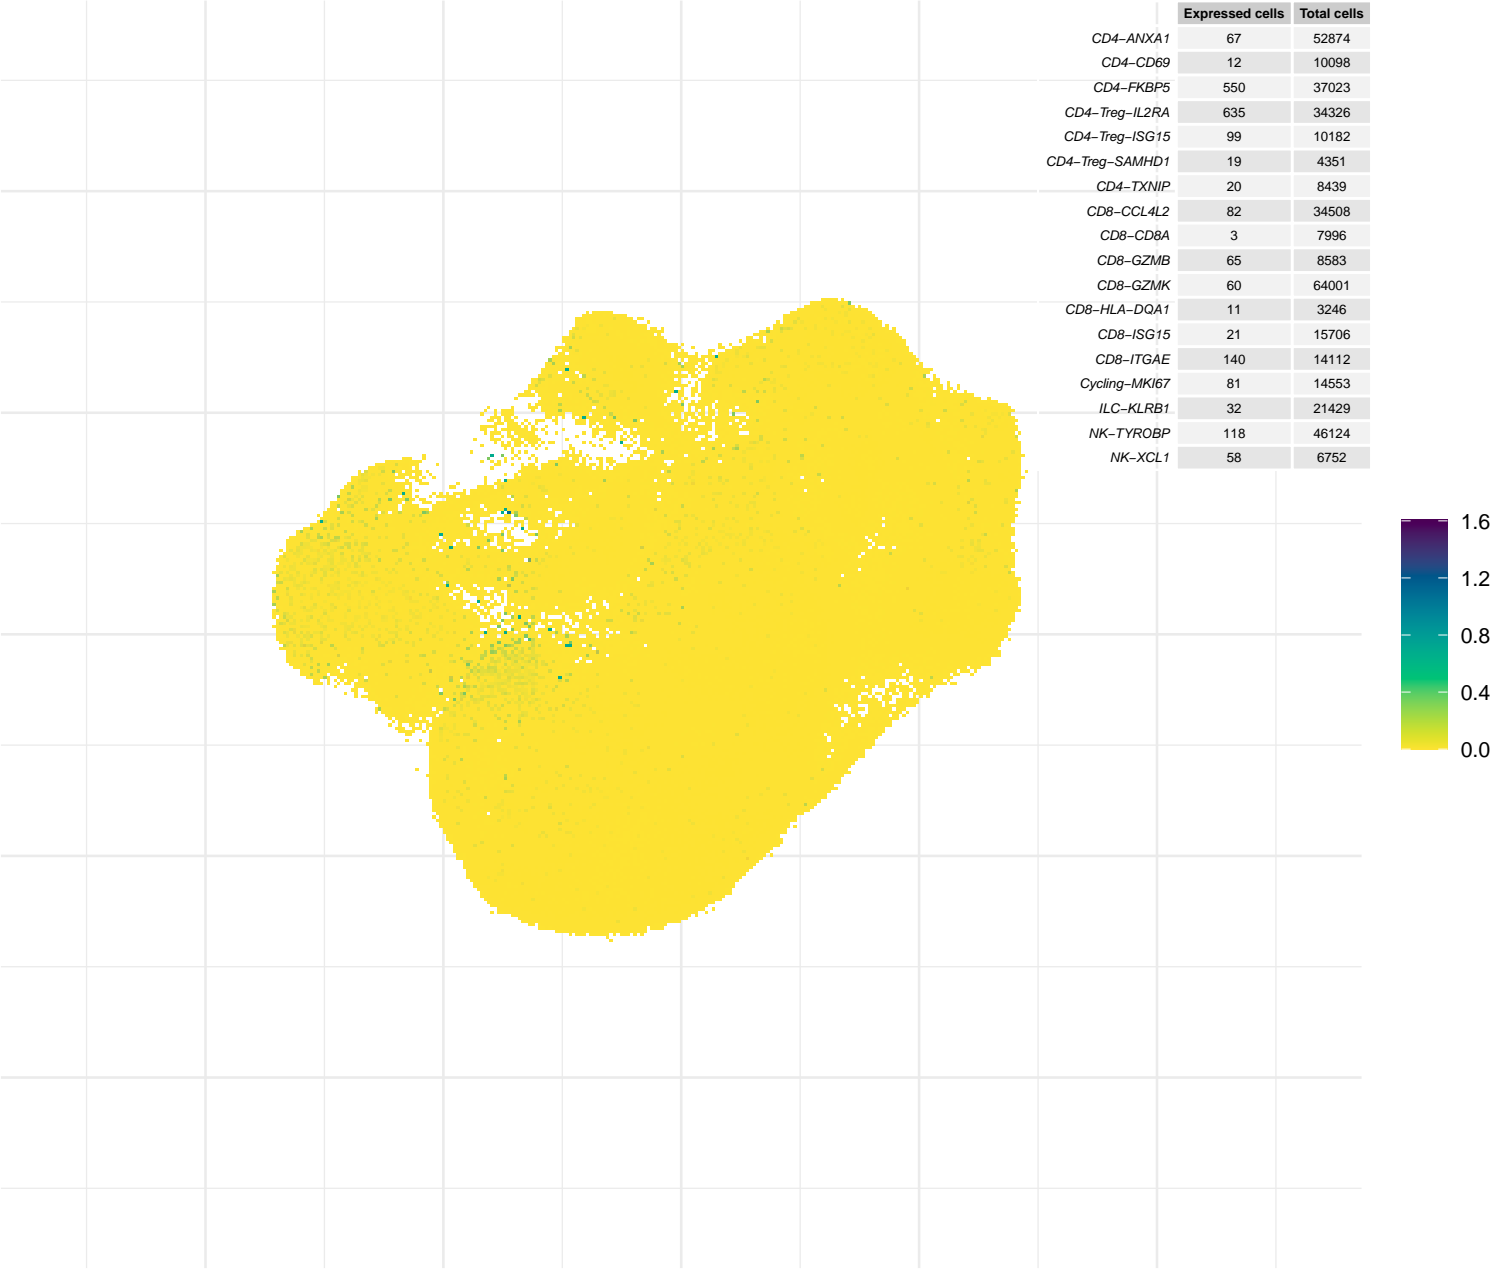 Expressed cells Total cells
CD4−ANXA1 67 52874
CD4−CD69 12 10098
CD4−FKBP5 550 37023
CD4−Treg−IL2RA 635 34326
CD4−Treg−ISG15 99 10182
CD4−Treg−SAMHD1 19 4351
CD4−TXNIP 20 8439
CD8−CCL4L2 82 34508
CD8−CD8A 3 7996
CD8−GZMB 65 8583
CD8−GZMK 60 64001
CD8−HLA−DQA1 11 3246
CD8−ISG15 21 15706
CD8−ITGAE 140 14112
Cycling−MKI67 81 14553
ILC−KLRB1 32 21429
NK−TYROBP 118 46124
NK−XCL1 58 6752
1.6
1.2
0.8
0.4
0.0